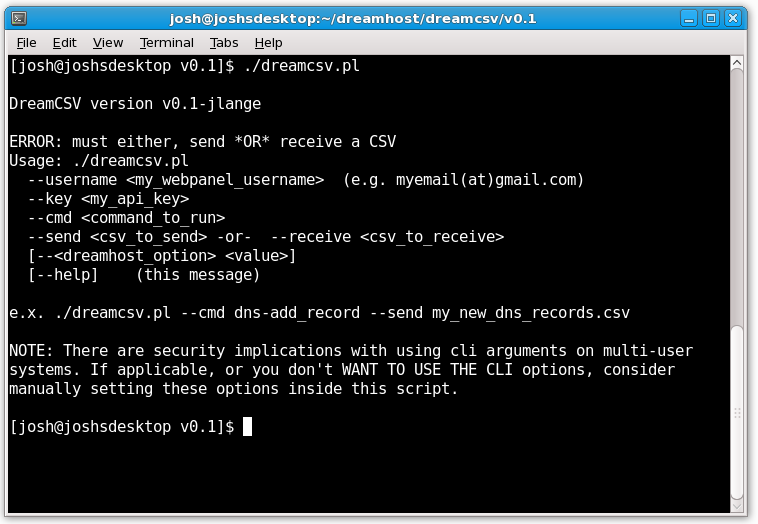 josh@joshsdesktop:~/dreamhost/dreamcsv/v0.1
File Edit View Terminal Tabs Help
[josh@joshsdesktop v0.1]$ ./dreamcsv.pl
DreamCSV version v0.1-jlange
ERROR: must either, send *OR* receive a CSV
Usage: ./dreamcsv.pl
--username <my_webpanel_username>  (e.g. myemail(at)gmail.com)
--key <my_api_key>
--cmd <command_to_run>
--send <csv_to_send> -or-  --receive <csv_to_receive>
[--<dreamhost_option> <value>]
[--help]    (this message)
e.x. ./dreamcsv.pl --cmd dns-add_record --send my_new_dns_records.csv
NOTE: There are security implications with using cli arguments on multi-user
systems. If applicable, or you don't WANT TO USE THE CLI options, consider
manually setting these options inside this script.
[josh@joshsdesktop v0.1]$